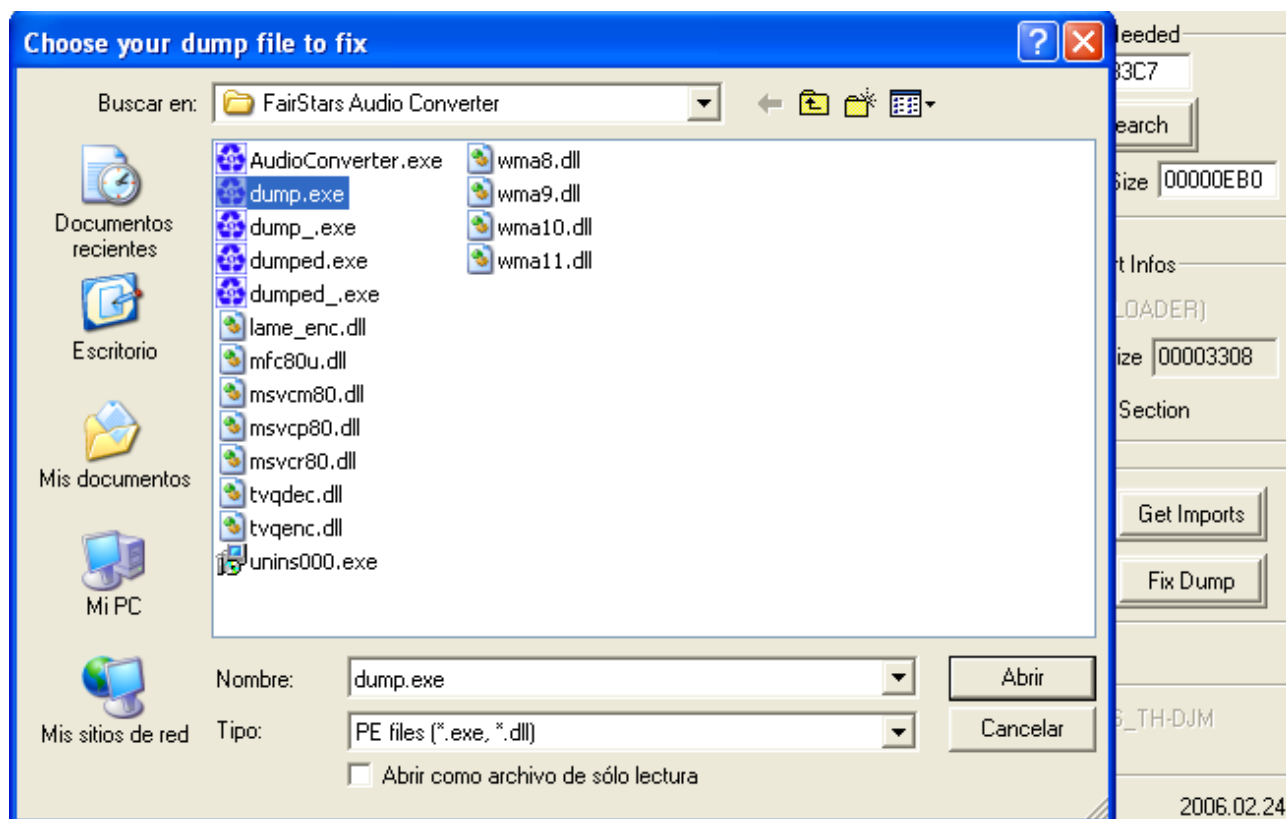 Choose your dump file to fix
Buscar en:
FairStars Audio Converter
Documentos
recientes
Escritorio
Mis documentos
Mi PC
Mis sitios de red
AudioConverter.exe
dump.exe
dump_.exe
dumped.exe
dumped_.exe
lame_enc.dll
mfc80u.dll
msvcm80.dll
msvcp80.dll
msvcr80.dll
tvqdec.dll
tvqenc.dll
unins000.exe
wma8.dll
wma9.dll
wma10.dll
wma11.dll
Nombre:
dump.exe
Abrir
Tipo:
PE files (*.exe, *.dll)
Cancelar
Abrir como archivo de sólo lectura
eeded
33C7
earch
Size 00000EB0
t Infos
LOADER)
ize 00003308
Section
Get Imports
Fix Dump
6_TH-DJM
2006.02.24